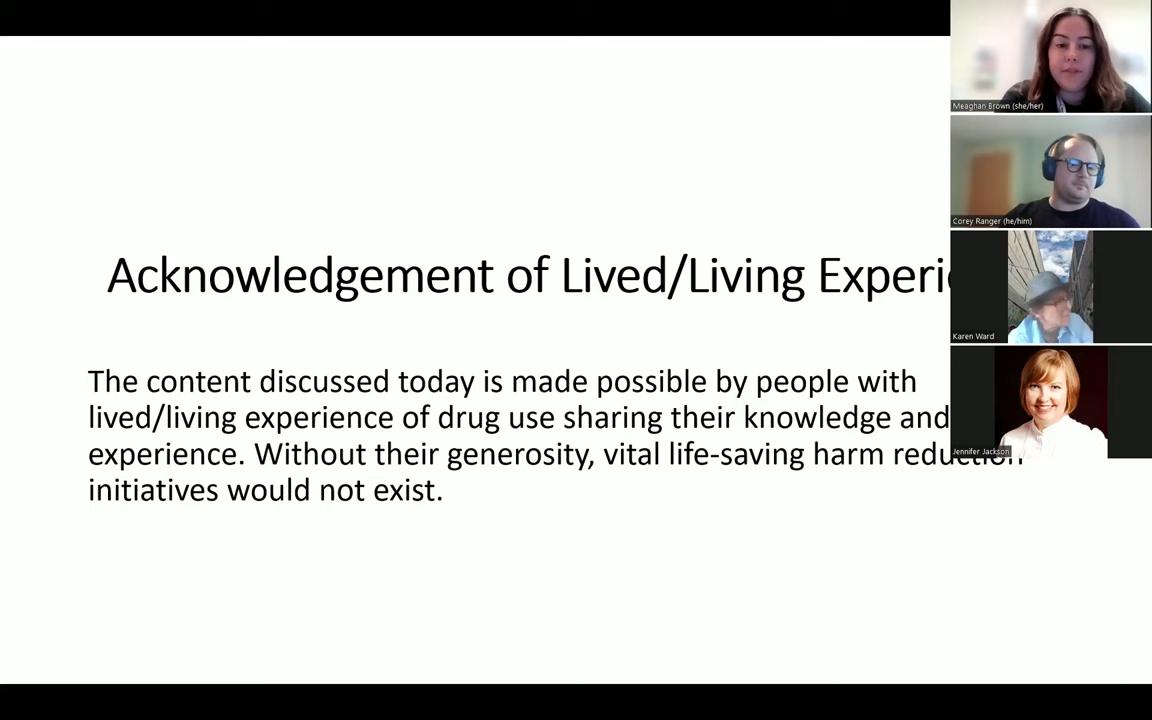 Acknowledgement of Lived/Living Experi
The content discussed today is made possible by people with
lived/living experience of drug use sharing their knowledge and
experience. Without their generosity, vital life-saving harm reduction
initiatives would not exist.
Meaghan Brown (she/her)
Corey Ranger (he/him)
Karen Ward
Jennifer Jackson